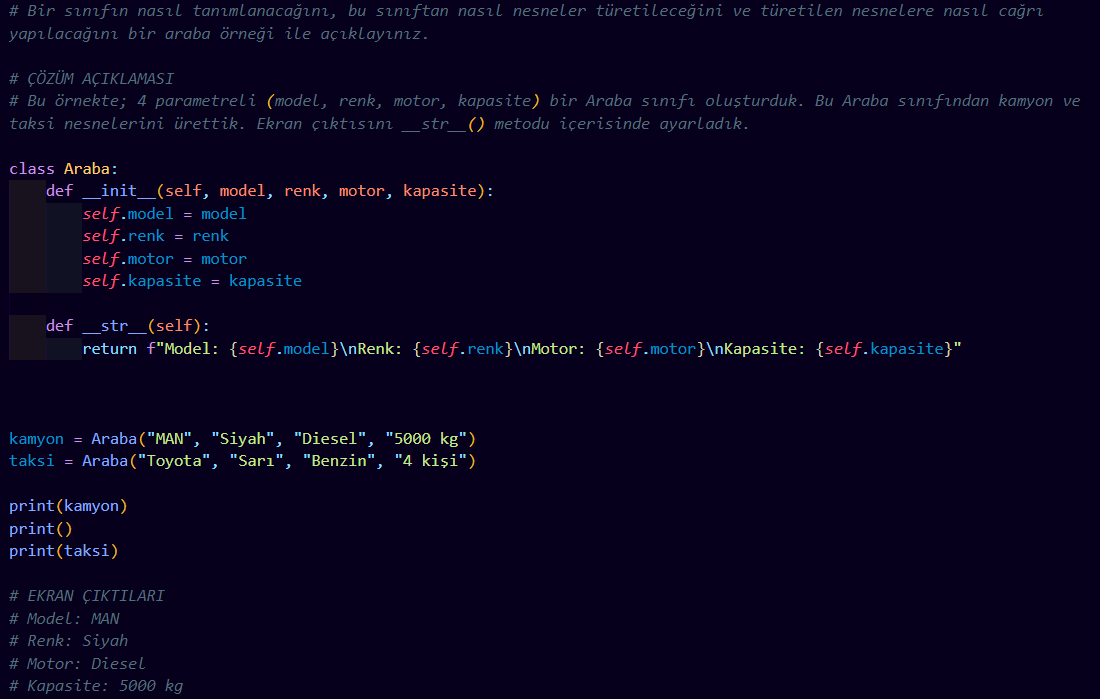 # Bir sınıfın nasıl tanımlanacağını, bu sınıftan nasıl nesneler türetileceğini ve türetilen nesnelere nasıl cağrı
yapılacağını bir araba örneği ile açıklayınız.
# ÇÖZÜM AÇIKLAMASI
# Bu örnekte; 4 parametreli (model, renk, motor, kapasite) bir Araba sınıfı oluşturduk. Bu Araba sınıfından kamyon ve
taksi nesnelerini ürettik. Ekran çıktısını __str__() metodu içerisinde ayarladık.
class Araba:
    def __init__(self, model, renk, motor, kapasite):
        self.model = model
        self.renk = renk
        self.motor = motor
        self.kapasite = kapasite
    def __str__(self):
        return f"Model: {self.model}\nRenk: {self.renk}\nMotor: {self.motor}\nKapasite: {self.kapasite}"
kamyon = Araba("MAN", "Siyah", "Diesel", "5000 kg")
taksi = Araba("Toyota", "Sarı", "Benzin", "4 kişi")
print(kamyon)
print()
print(taksi)
# EKRAN ÇIKTILARI
# Model: MAN
# Renk: Siyah
# Motor: Diesel
# Kapasite: 5000 kg